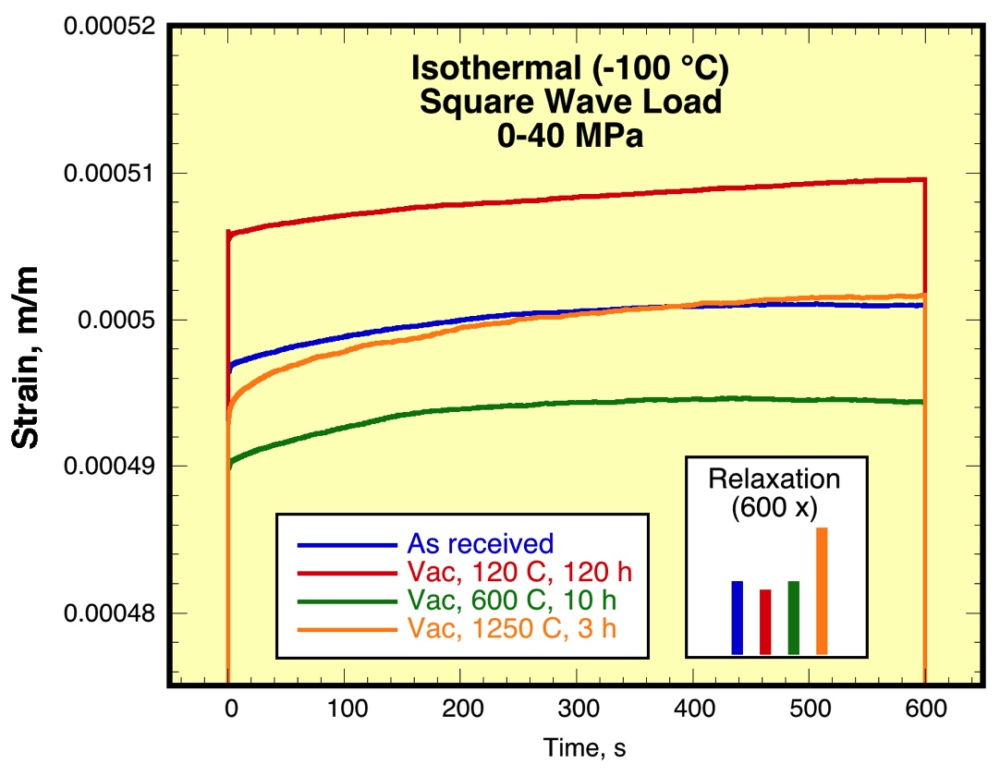 0.00052
Isothermal (-100 °C)
Square Wave Load
0-40 MPa
0.00051
0.0005
Strain, m/m
0.00049
Relaxation
(600 x)
As received
Vac, 120 C, 120 h
Vac, 600 C, 10 h
Vac, 1250 C, 3 h
0.00048
0 100 200 300 400 500 600
Time, s